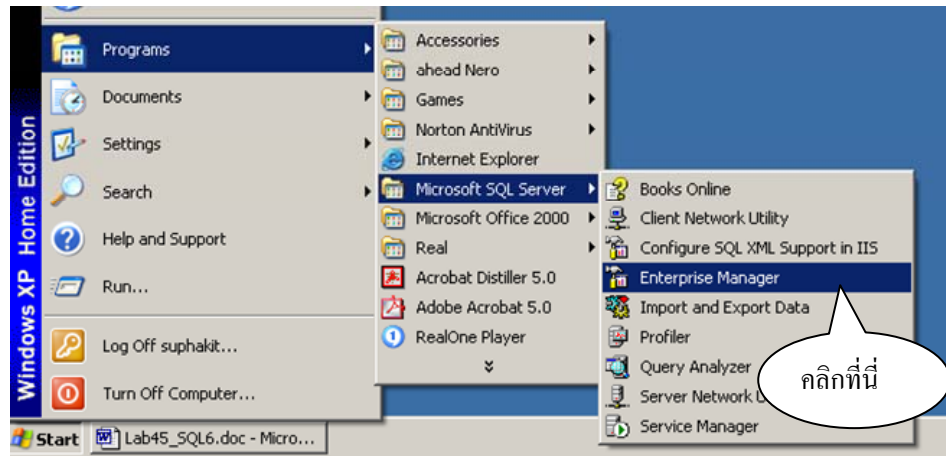 Windows XP Home Edition
Programs
Documents
Settings
Search
Help and Support
Run...
Log Off suphakit...
Turn Off Computer...
Accessories
ahead Nero
Games
Norton AntiVirus
Internet Explorer
Microsoft SQL Server
Microsoft Office 2000
Real
Acrobat Distiller 5.0
Adobe Acrobat 5.0
RealOne Player
Books Online
Client Network Utility
Configure SQL XML Support in IIS
Enterprise Manager
Import and Export Data
Profiler
Query Analyzer
Server Network
Service Manager
คลิกที่นี่
Start
Lab45_SQL6.doc - Micro...